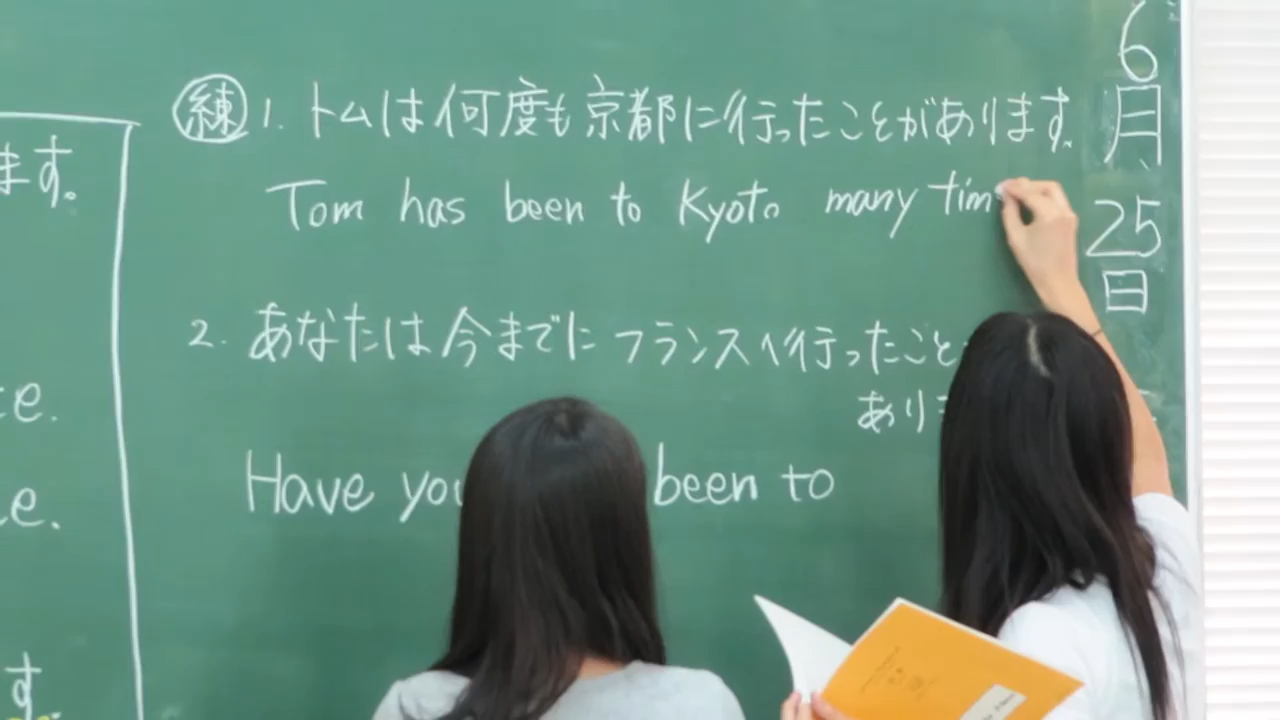 ます。
す
練 1. トムは何度も京都に行ったことがあります。
Tom has been to Kyoto many tim
2. あなたは今までにフランスへ行ったこと
あり
Have you been to
6月25日